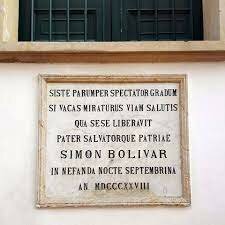 SISTE PARUMPER SPECTATOR GRADUM
SI VACAS MIRATURUS VIAM SALUTIS
QUA SESE LIBERAVIT
PATER SALVATORQUE PATRIAE
SIMON BOLIVAR
IN NEFANDA NOCTE SEPTEMBRINA
AN MDCCCXXVIII